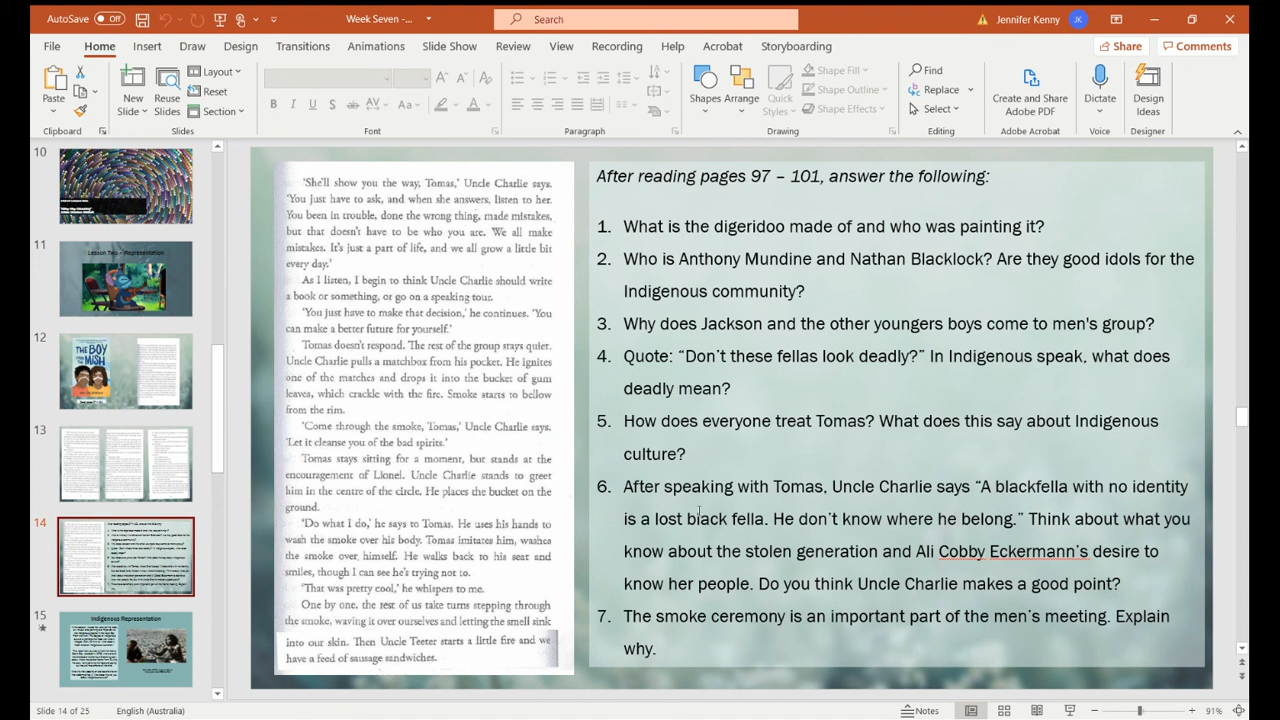 AutoSave Off
Week Seven -...
Search
Jennifer Kenny JK
File Home Insert Draw Design Transitions Animations Slide Show Review View Recording Help Acrobat Storyboarding Share Comments
Paste
New Slide
Reuse Slides
Layout
Reset
Section
Shapes
Arrange
Quick Styles
Shape Fill
Shape Outline
Shape Effects
Find
Replace
Select
Create and Share Adobe PDF
Dictate
Design Ideas
Clipboard Slides Font Paragraph Drawing Editing Adobe Acrobat Voice Designer
10
11
Lesson Two - Representation
12
THE BOY
FROM THE
MISH
13
14
15
Indigenous Representation
'She'll show you the way, Tomas,' Uncle Charlie says.
'You just have to ask, and when she answers, listen to her.
You been in trouble, done the wrong thing, made mistakes,
but that doesn't have to be who you are. We all make
mistakes. It's just a part of life, and we all grow a little bit
every day.'
As I listen, I begin to think Uncle Charlie should write
a book or something, or go on a speaking tour.
'You just have to make that decision,' he continues. 'You
can make a better future for yourself.'
Tomas doesn't respond. The rest of the group stays quiet.
Uncle Charlie pulls a matchbox from his pocket. He ignites
one of the matches and drops it into the bucket of gum
leaves, which crackle with the fire. Smoke starts to bellow
from the rim.
'Come through the smoke, Tomas,' Uncle Charlie says.
'Let it cleanse you of the bad spirits.'
Tomas stays sitting for a moment, but stands at the
encouragement of Lionel. Uncle Charlie stands to greet
him in the centre of the circle. He places the bucket on the
ground.
'Do what I do,' he says to Tomas. He uses his hands to
wash the smoke over his body. Tomas imitates him, washes
the smoke over himself. He walks back to his seat and
smiles, though I can see he's trying not to.
'That was pretty cool,' he whispers to me.
One by one, the rest of us take turns stepping through
the smoke, waving it over ourselves and letting the smell sink
into our skin. Then Uncle Teeter starts a little fire and we
have a feed of sausage sandwiches.
After reading pages 97 – 101, answer the following:
1. What is the digeridoo made of and who was painting it?
2. Who is Anthony Mundine and Nathan Blacklock? Are they good idols for the
Indigenous community?
3. Why does Jackson and the other youngers boys come to men's group?
4. Quote: “Don’t these fellas look deadly?” In Indigenous speak, what does
deadly mean?
5. How does everyone treat Tomas? What does this say about Indigenous
culture?
6. After speaking with Tomas, Uncle Charlie says “A blackfella with no identity
is a lost black fella. He don’t know where he belong.” Think about what you
know about the stolen generation and Ali Cobby Eckermann’s desire to
know her people. Do you think Uncle Charlie makes a good point?
7. The smoke ceremony is an important part of the men’s meeting. Explain
why.
Slide 14 of 25 English (Australia) Notes 91%